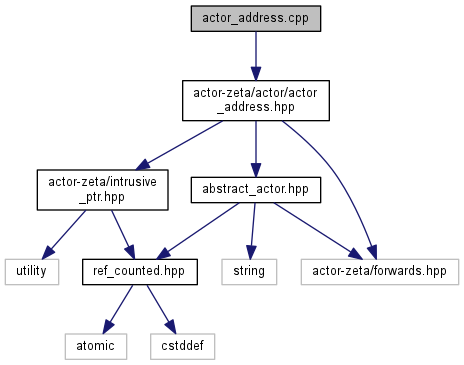 actor_address.cpp
actor-zeta/actor/actor
_address.hpp
actor-zeta/intrusive
_ptr.hpp
abstract_actor.hpp
utility
ref_counted.hpp
string
actor-zeta/forwards.hpp
atomic
cstddef